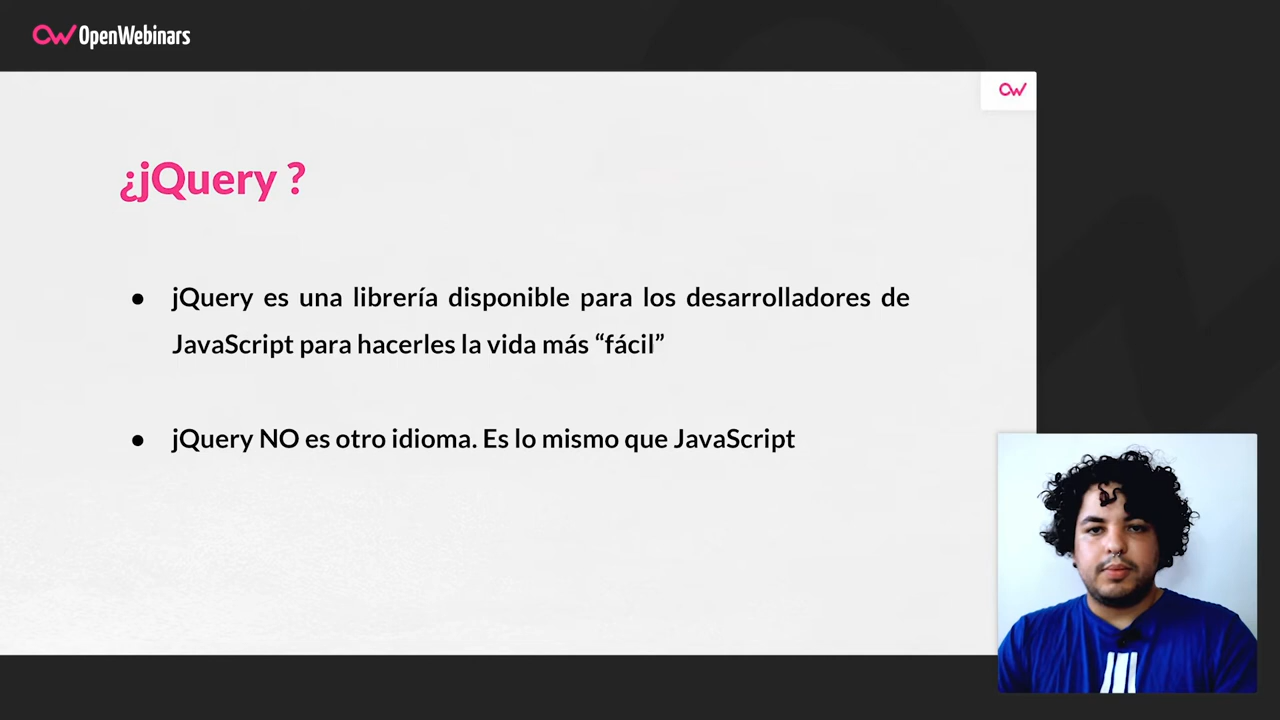 OpenWebinars
¿jQuery ?
● jQuery es una librería disponible para los desarrolladores de
JavaScript para hacerles la vida más “fácil”
● jQuery NO es otro idioma. Es lo mismo que JavaScript